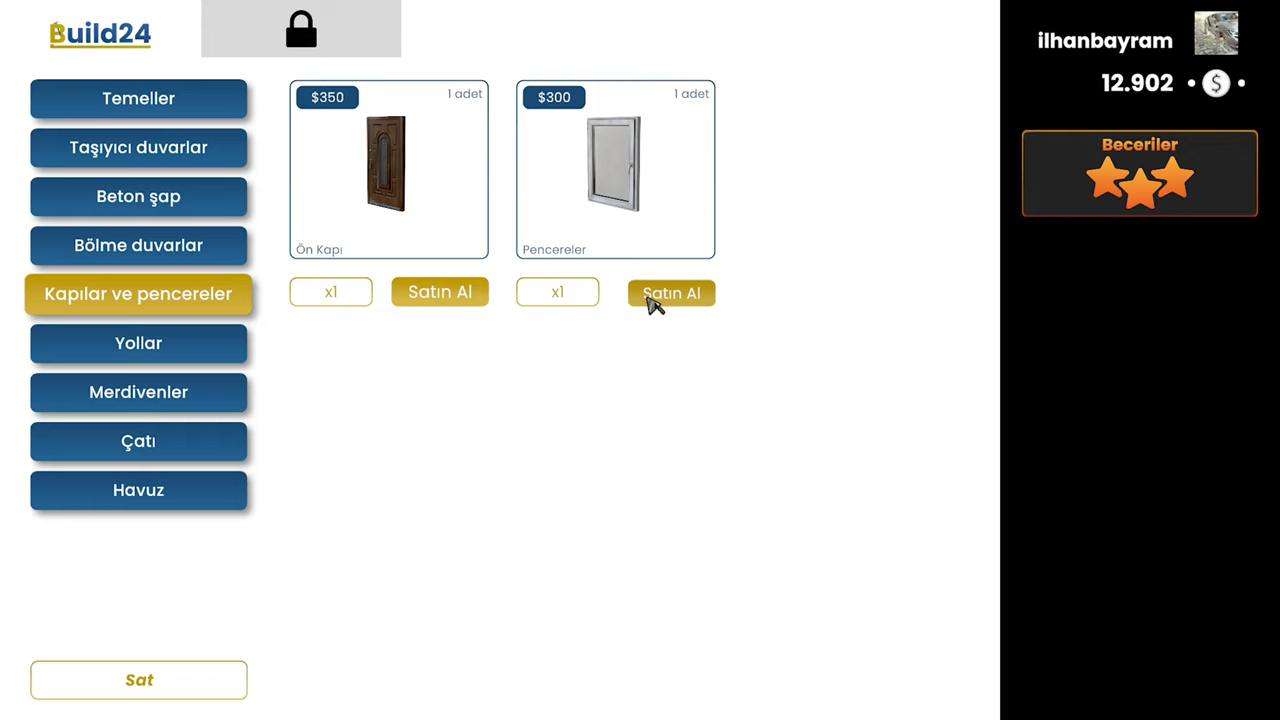 Build24
Temeller
Taşıyıcı duvarlar
Beton şap
Bölme duvarlar
Kapılar ve pencereler
Yollar
Merdivenler
Çatı
Havuz
Sat
$350
1 adet
Ön Kapı
x1
Satın Al
$300
1 adet
Pencereler
x1
Satın Al
ilhanbayram
12.902 • $ •
Beceriler